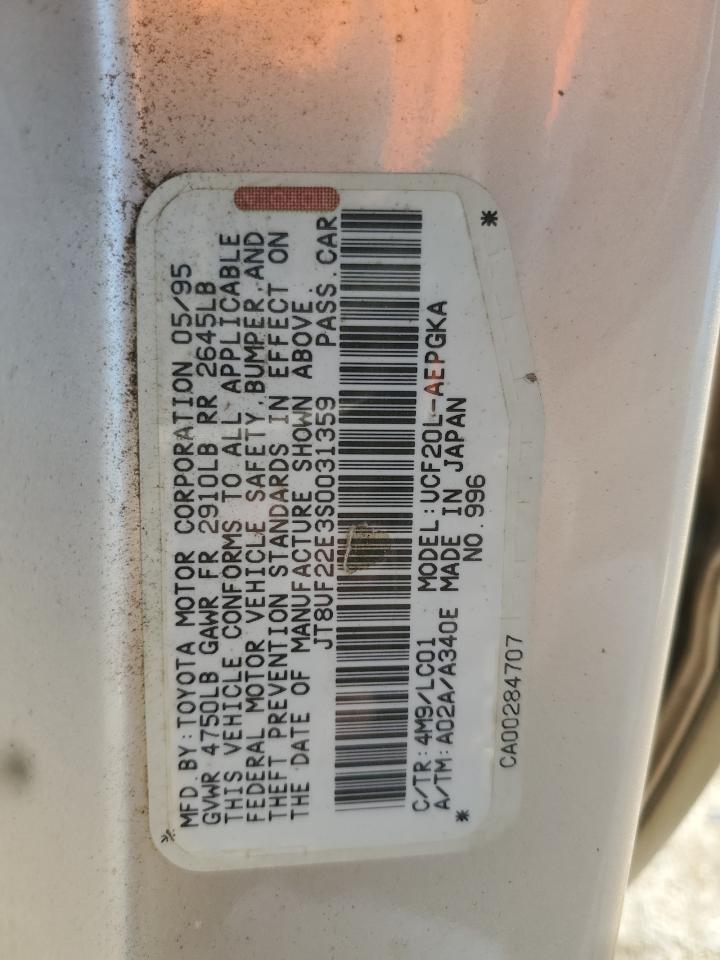 MFD.BY:TOYOTA MOTOR CORPORATION 05/95
GVWR 4750LB GAWR FR 2910LB RR 2645LB
THIS VEHICLE CONFORMS TO ALL APPLICABLE
FEDERAL MOTOR VEHICLE SAFETY,BUMPER,AND
THEFT PREVENTION STANDARDS IN EFFECT ON
THE DATE OF MANUFACTURE SHOWN ABOVE.
JT8UF22E3S0031359 PASS.CAR
C/TR:4M9/LC01 MODEL:UCF20L-AEPGKA
A/TM:A02A/A340E MADE IN JAPAN
NO.996
CA00284707